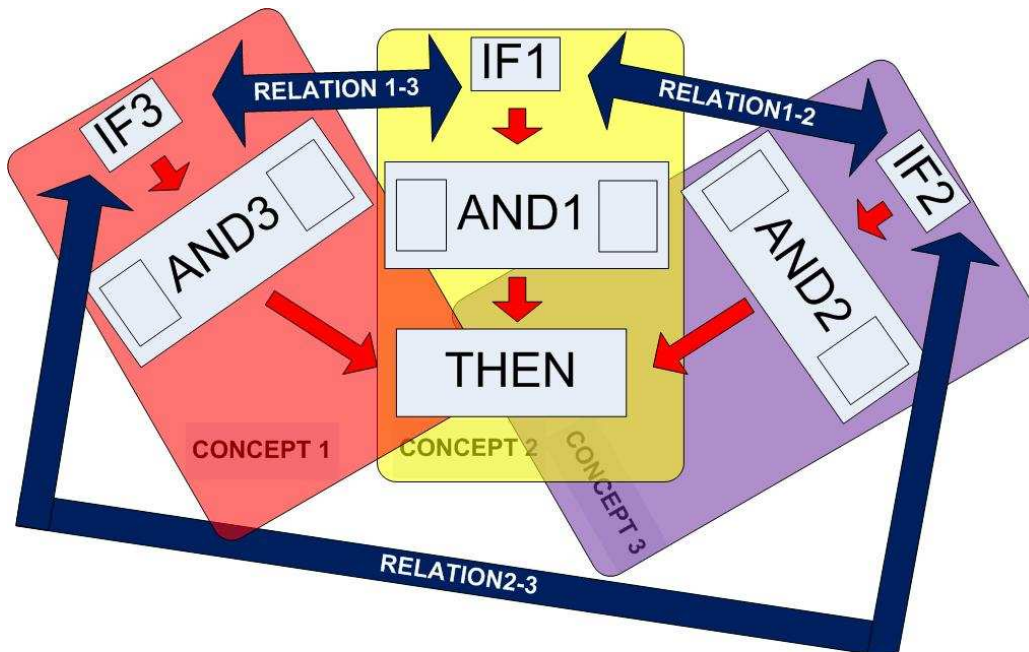 IF1
RELATION 1-3
RELATION1-2
IF3
IF2
AND3
AND1
AND2
THEN
CONCEPT 1
CONCEPT 2
CONCEPT 3
RELATION2-3